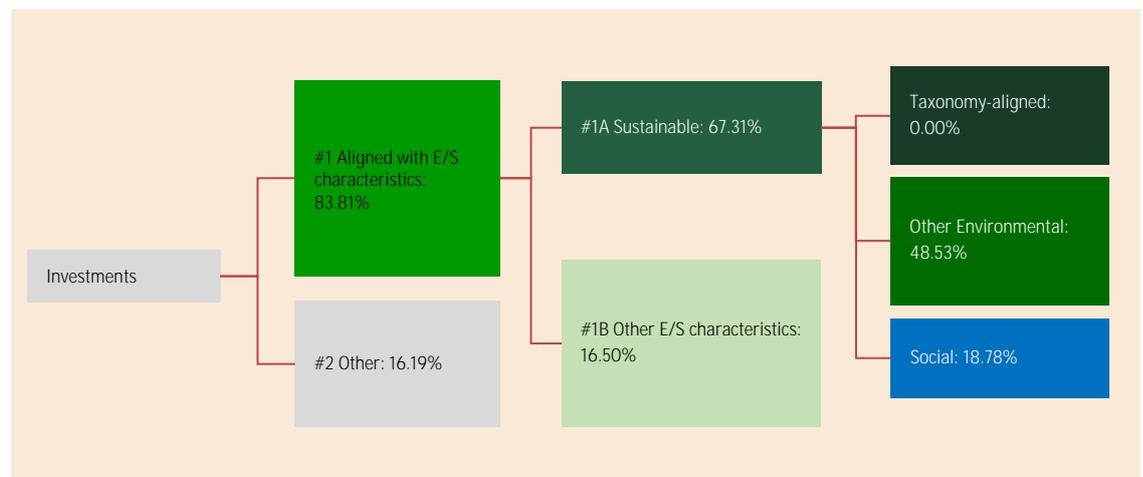 Investments
#1 Aligned with E/S
characteristics:
83.81%
#2 Other: 16.19%
#1A Sustainable: 67.31%
#1B Other E/S characteristics:
16.50%
Taxonomy-aligned:
0.00%
Other Environmental:
48.53%
Social: 18.78%